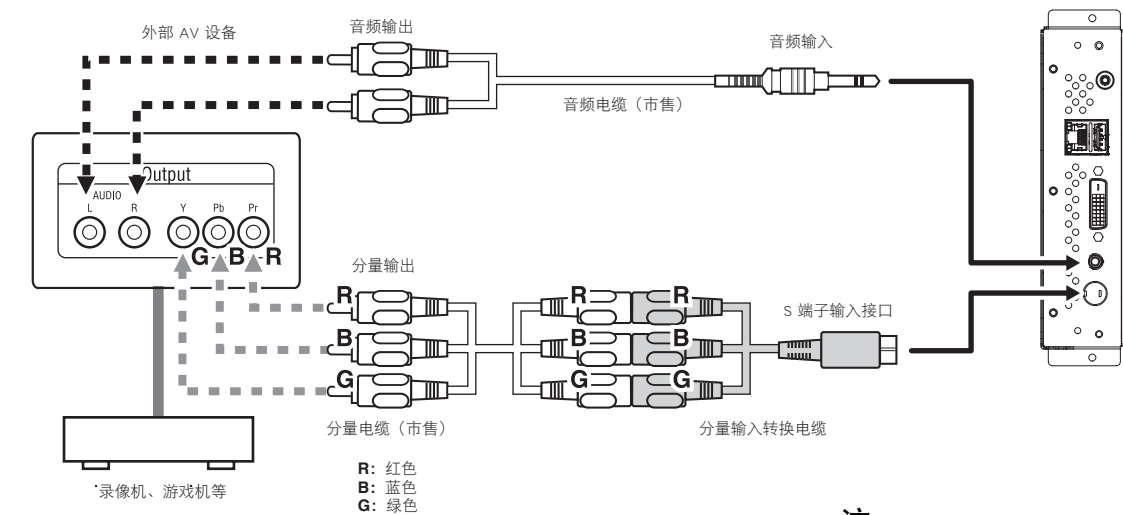 外部 AV 设备
音频输出
音频输入
音频电缆（市售）
Output
AUDIO
L R Y Pb Pr
G B R
分量输出
R R R
B B B
G G G
S 端子输入接口
分量电缆（市售）
分量输入转换电缆
录像机、游戏机等
R: 红色
B: 蓝色
G: 绿色